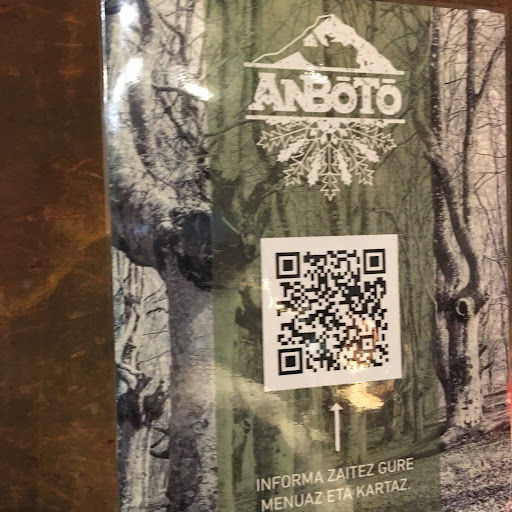 ANBOTO
INFORMA ZAITEZ GURE
MENUAZ ETA KARTAZ.